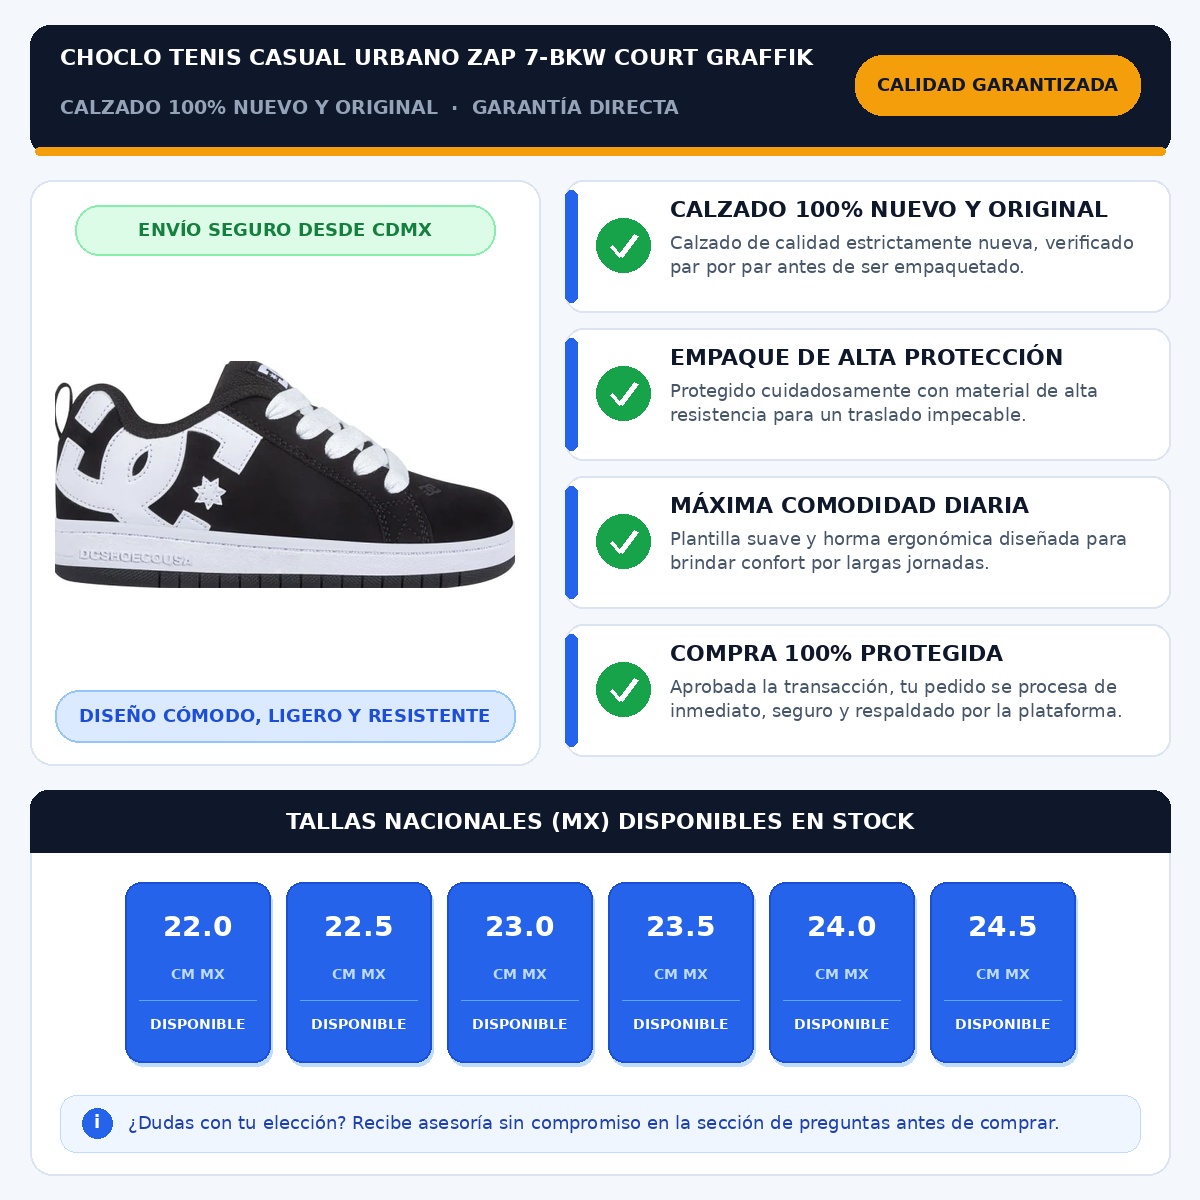 CHOCLO TENIS CASUAL URBANO ZAP 7-BKW COURT GRAFFIK
CALZADO 100% NUEVO Y ORIGINAL · GARANTÍA DIRECTA
CALIDAD GARANTIZADA
ENVÍO SEGURO DESDE CDMX
DCSHOECOUSA
DISEÑO CÓMODO, LIGERO Y RESISTENTE
CALZADO 100% NUEVO Y ORIGINAL
Calzado de calidad estrictamente nueva, verificado
par por par antes de ser empaquetado.
EMPAQUE DE ALTA PROTECCIÓN
Protegido cuidadosamente con material de alta
resistencia para un traslado impecable.
MÁXIMA COMODIDAD DIARIA
Plantilla suave y horma ergonómica diseñada para
brindar confort por largas jornadas.
COMPRA 100% PROTEGIDA
Aprobada la transacción, tu pedido se procesa de
inmediato, seguro y respaldado por la plataforma.
TALLAS NACIONALES (MX) DISPONIBLES EN STOCK
22.0 22.5 23.0 23.5 24.0 24.5
CM MX CM MX CM MX CM MX CM MX CM MX
DISPONIBLE DISPONIBLE DISPONIBLE DISPONIBLE DISPONIBLE DISPONIBLE
i ¿Dudas con tu elección? Recibe asesoría sin compromiso en la sección de preguntas antes de comprar.